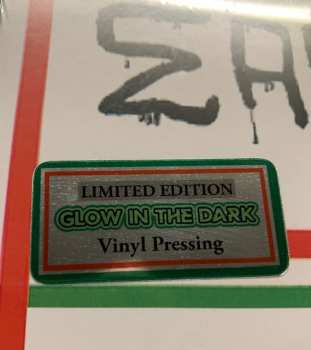 LIMITED EDITION
GLOW IN THE DARK
Vinyl Pressing